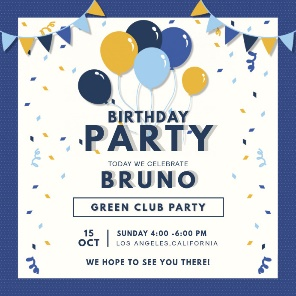 BIRTHDAY
PARTY
TODAY WE CELEBRATE
BRUNO
GREEN CLUB PARTY
15
OCT
SUNDAY 4:00 -6:00 PM
LOS ANGELES,CALIFORNIA
WE HOPE TO SEE YOU THERE!